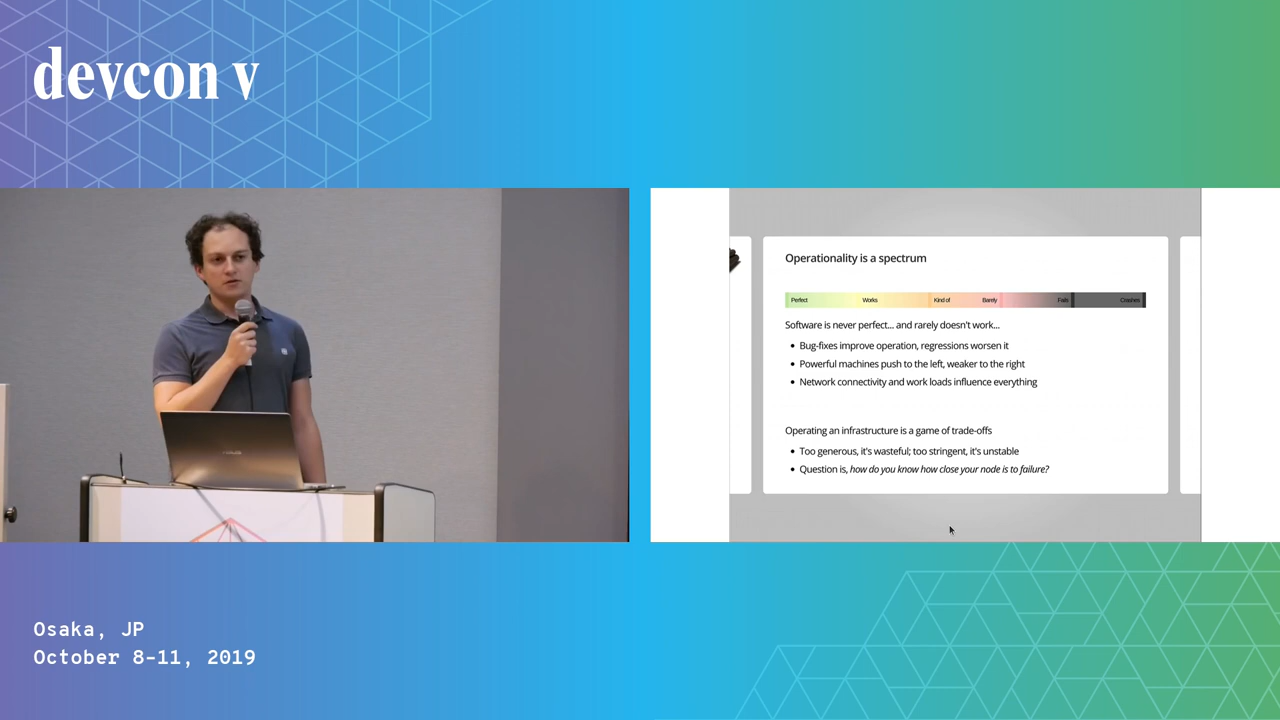 devcon v
Operationality is a spectrum
Perfect Works Kind of Barely Fails Crashes
Software is never perfect... and rarely doesn't work...
• Bug-fixes improve operation, regressions worsen it
• Powerful machines push to the left, weaker to the right
• Network connectivity and work loads influence everything
Operating an infrastructure is a game of trade-offs
• Too generous, it's wasteful; too stringent, it's unstable
• Question is, how do you know how close your node is to failure?
Osaka, JP
October 8-11, 2019